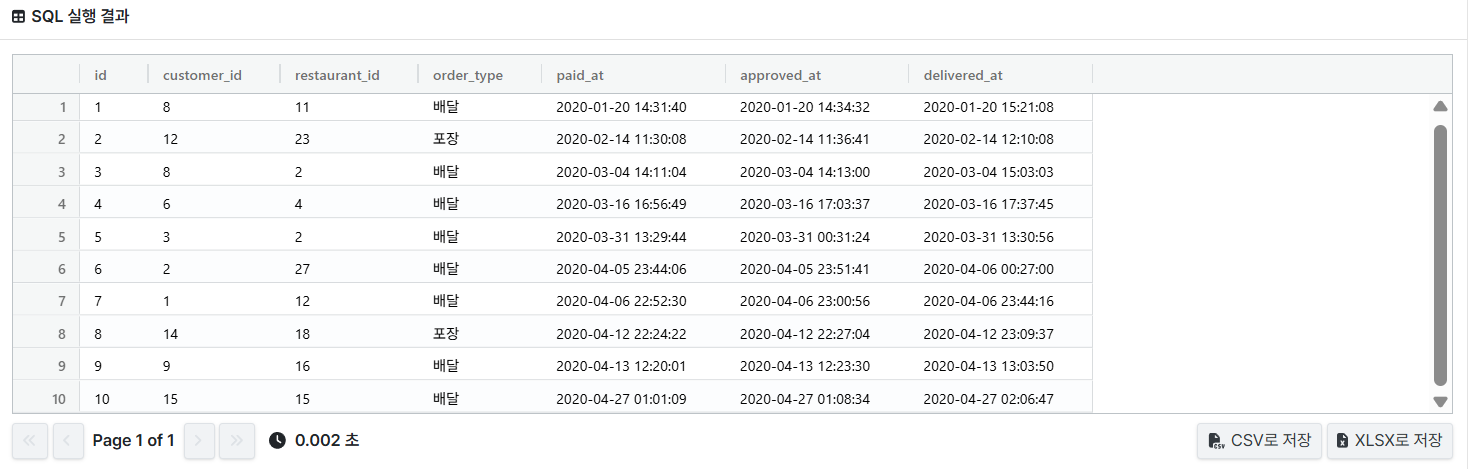 SQL 실행 결과
id customer_id restaurant_id order_type paid_at approved_at delivered_at
1 1 8 11 배달 2020-01-20 14:31:40 2020-01-20 14:34:32 2020-01-20 15:21:08
2 2 12 23 포장 2020-02-14 11:30:08 2020-02-14 11:36:41 2020-02-14 12:10:08
3 3 8 2 배달 2020-03-04 14:11:04 2020-03-04 14:13:00 2020-03-04 15:03:03
4 4 6 4 배달 2020-03-16 16:56:49 2020-03-16 17:03:37 2020-03-16 17:37:45
5 5 3 2 배달 2020-03-31 13:29:44 2020-03-31 00:31:24 2020-03-31 13:30:56
6 6 2 27 배달 2020-04-05 23:44:06 2020-04-05 23:51:41 2020-04-06 00:27:00
7 7 1 12 배달 2020-04-06 22:52:30 2020-04-06 23:00:56 2020-04-06 23:44:16
8 8 14 18 포장 2020-04-12 22:24:22 2020-04-12 22:27:04 2020-04-12 23:09:37
9 9 9 16 배달 2020-04-13 12:20:01 2020-04-13 12:23:30 2020-04-13 13:03:50
10 10 15 15 배달 2020-04-27 01:01:09 2020-04-27 01:08:34 2020-04-27 02:06:47
Page 1 of 1 0.002 초 CSV로 저장 XLSX로 저장